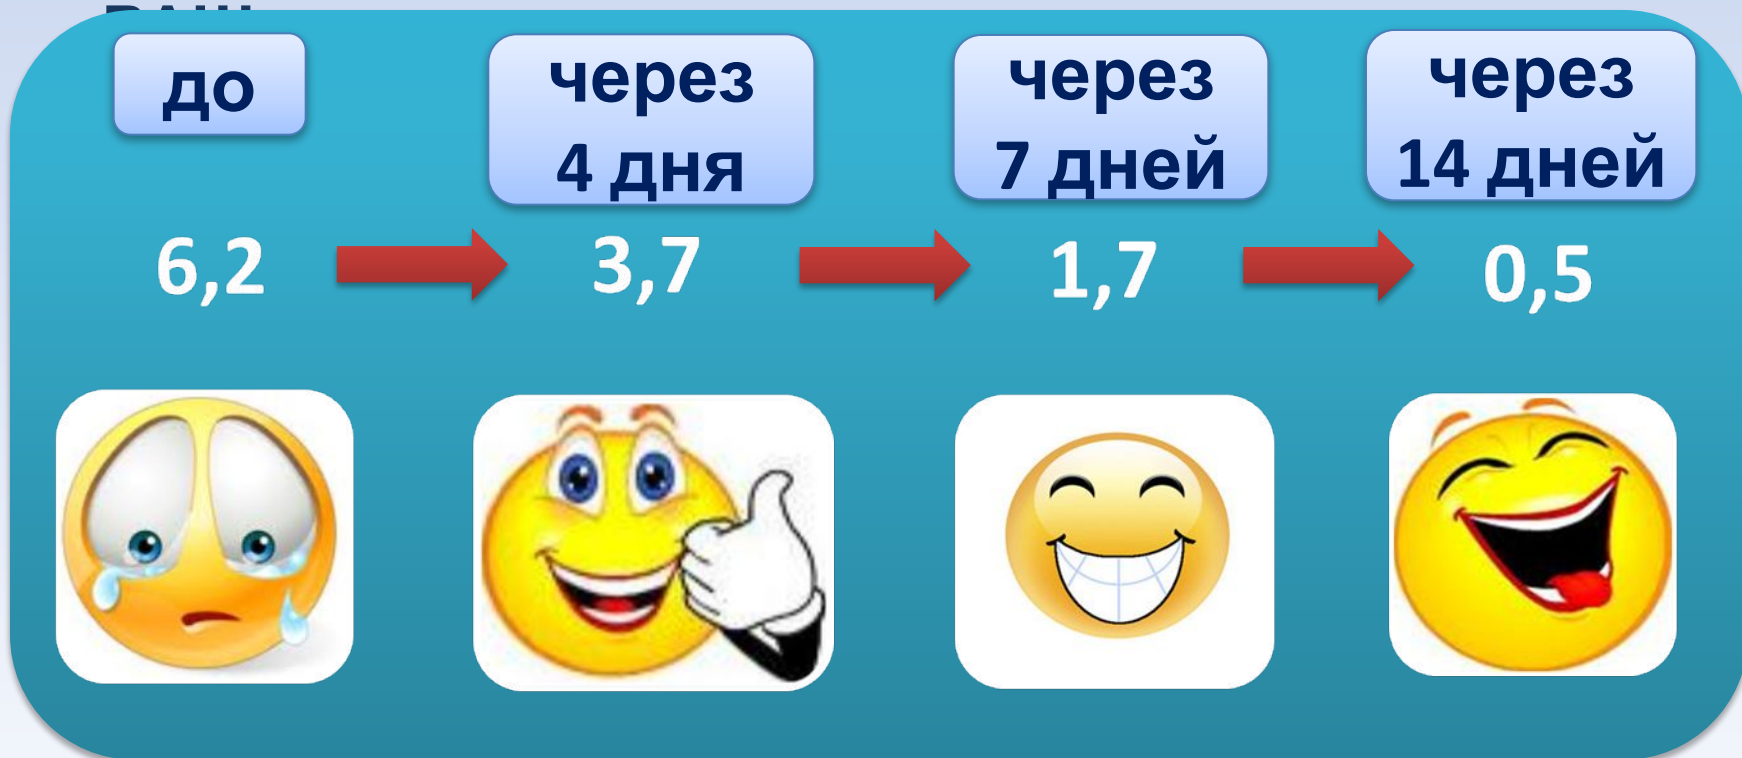 до
через
4 дня
через
7 дней
через
14 дней
6,2
3,7
1,7
0,5